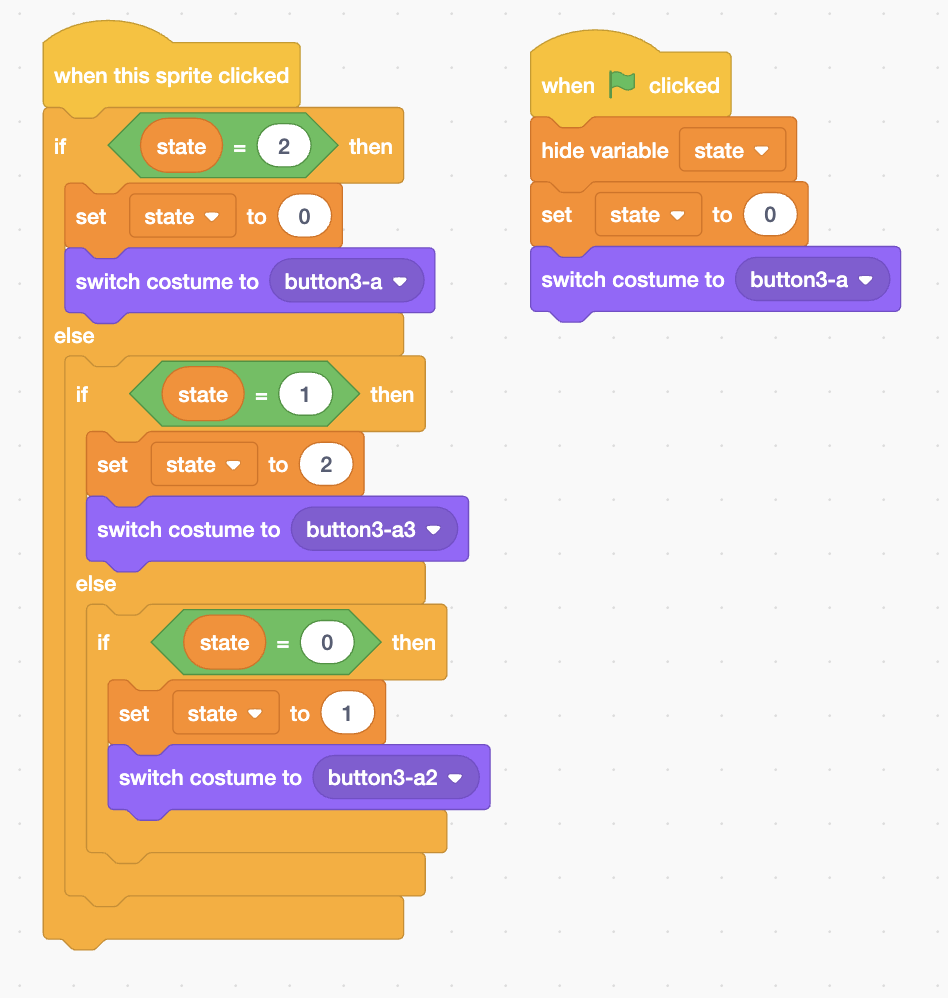 when this sprite clicked
if state = 2 then
set state to 0
switch costume to button3-a
else
if state = 1 then
set state to 2
switch costume to button3-a3
else
if state = 0 then
set state to 1
switch costume to button3-a2
when clicked
hide variable state
set state to 0
switch costume to button3-a